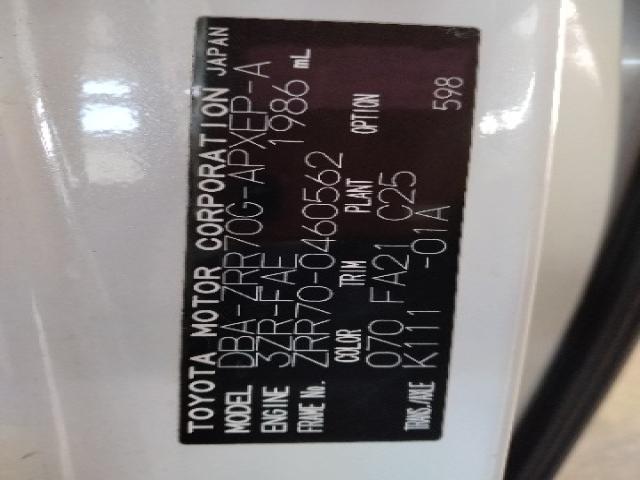 TOYOTA MOTOR CORPORATION JAPAN
MODEL DBA-ZRR70G-APXEP-A
ENGINE 3ZR-FAE 1986 mL
FRAME No. ZRR70-0460562
COLOR TRIM PLANT OPTION
070 FA21 C25
TRANS./AXLE K111 -01A 598